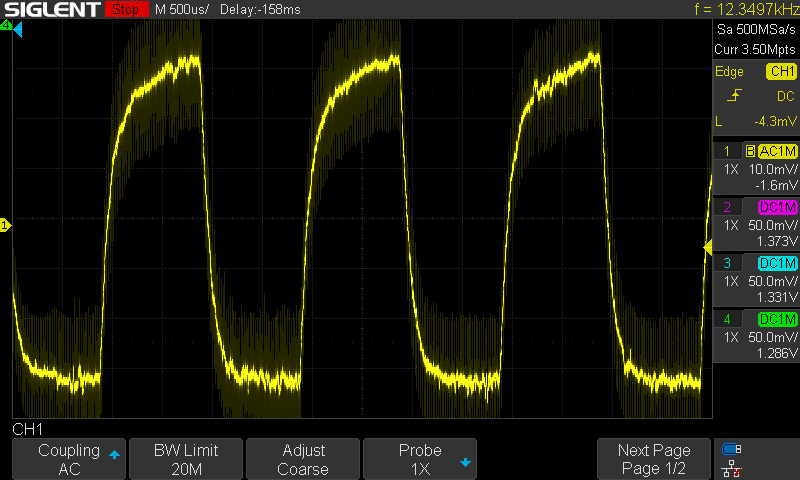 SIGLENT Stop M 500us/ Delay:-158ms f = 12.3497kHz
Sa 500MSa/s
Curr 3.50Mpts
Edge CH1
DC
L -4.3mV
4
1
1 B AC1M
1X 10.0mV/
-1.6mV
2 DC1M
1X 50.0mV/
1.373V
3 DC1M
1X 50.0mV/
1.331V
4 DC1M
1X 50.0mV/
1.286V
CH1
Coupling
AC
BW Limit
20M
Adjust
Coarse
Probe
1X
Next Page
Page 1/2